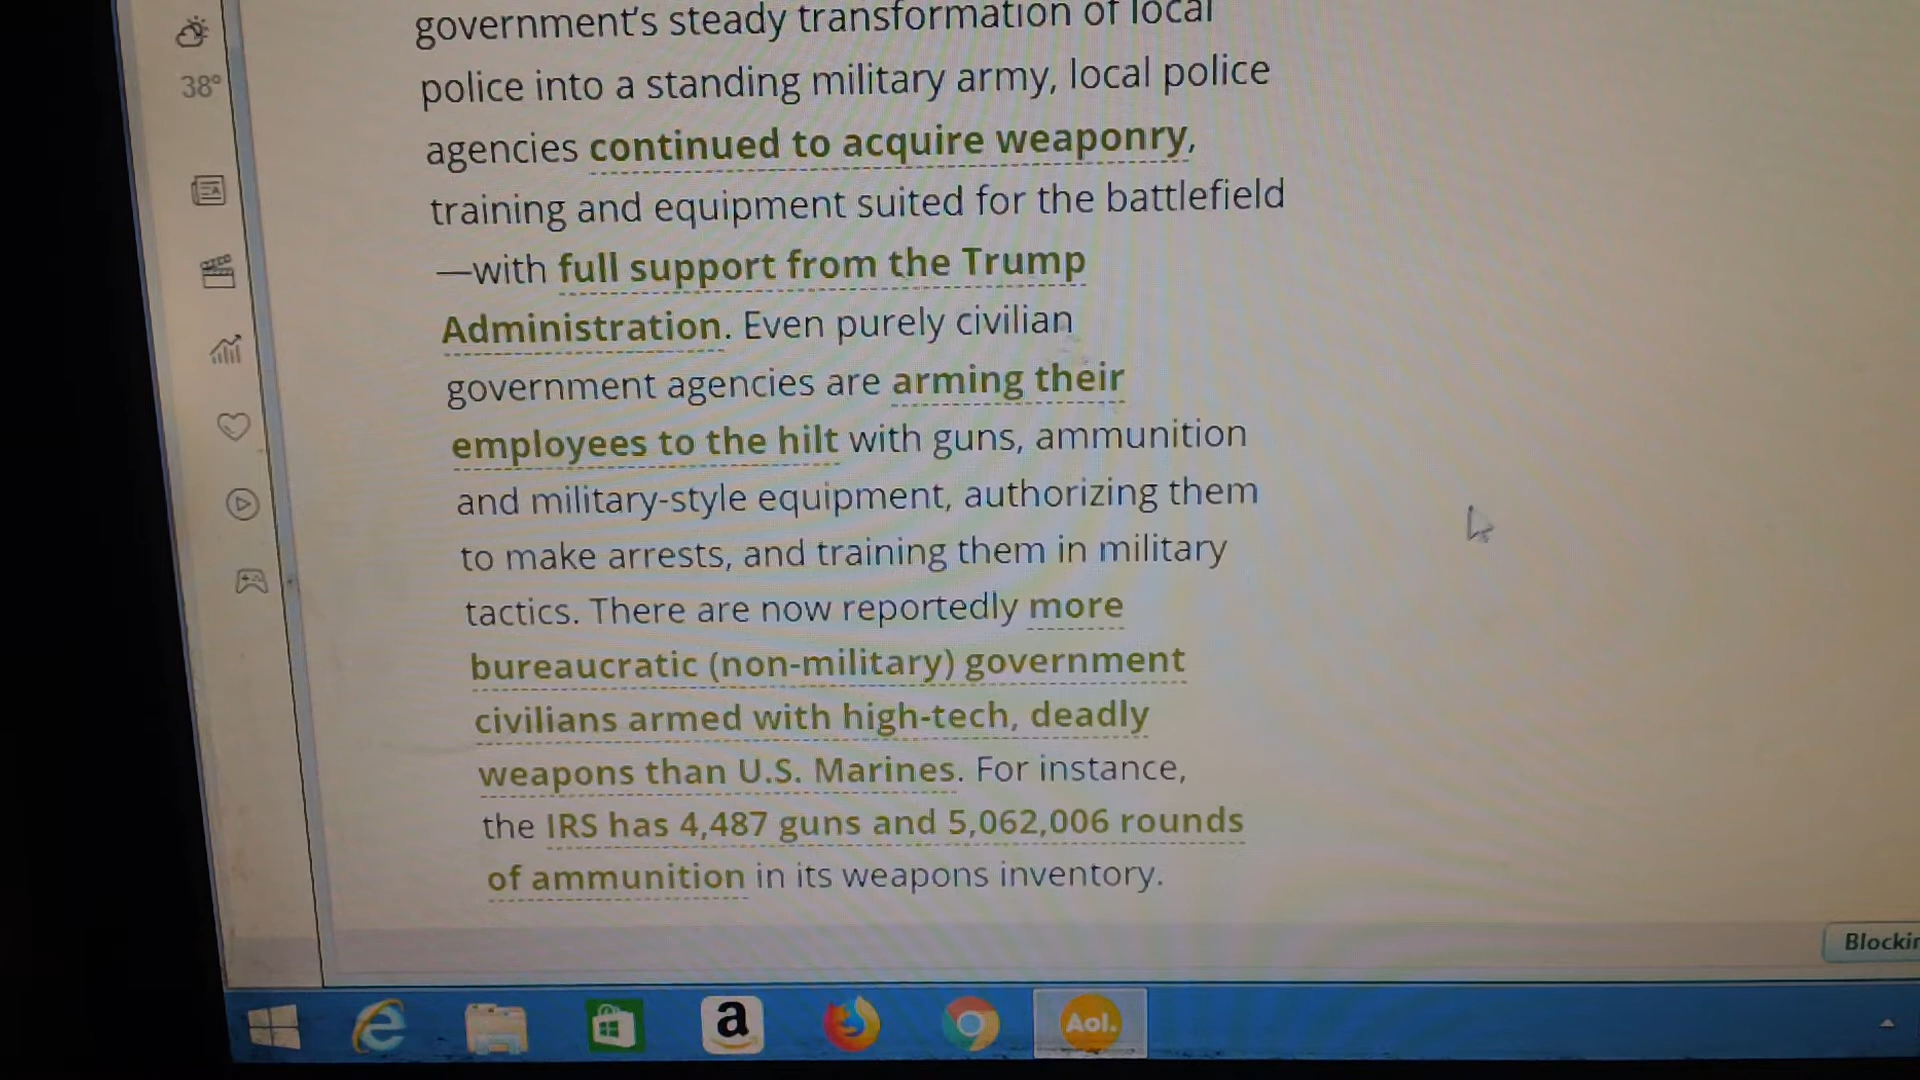 government's steady transformation of local
police into a standing military army, local police
agencies continued to acquire weaponry,
training and equipment suited for the battlefield
—with full support from the Trump
Administration. Even purely civilian
government agencies are arming their
employees to the hilt with guns, ammunition
and military-style equipment, authorizing them
to make arrests, and training them in military
tactics. There are now reportedly more
bureaucratic (non-military) government
civilians armed with high-tech, deadly
weapons than U.S. Marines. For instance,
the IRS has 4,487 guns and 5,062,006 rounds
of ammunition in its weapons inventory.
38°
Blockin
a
Aol.